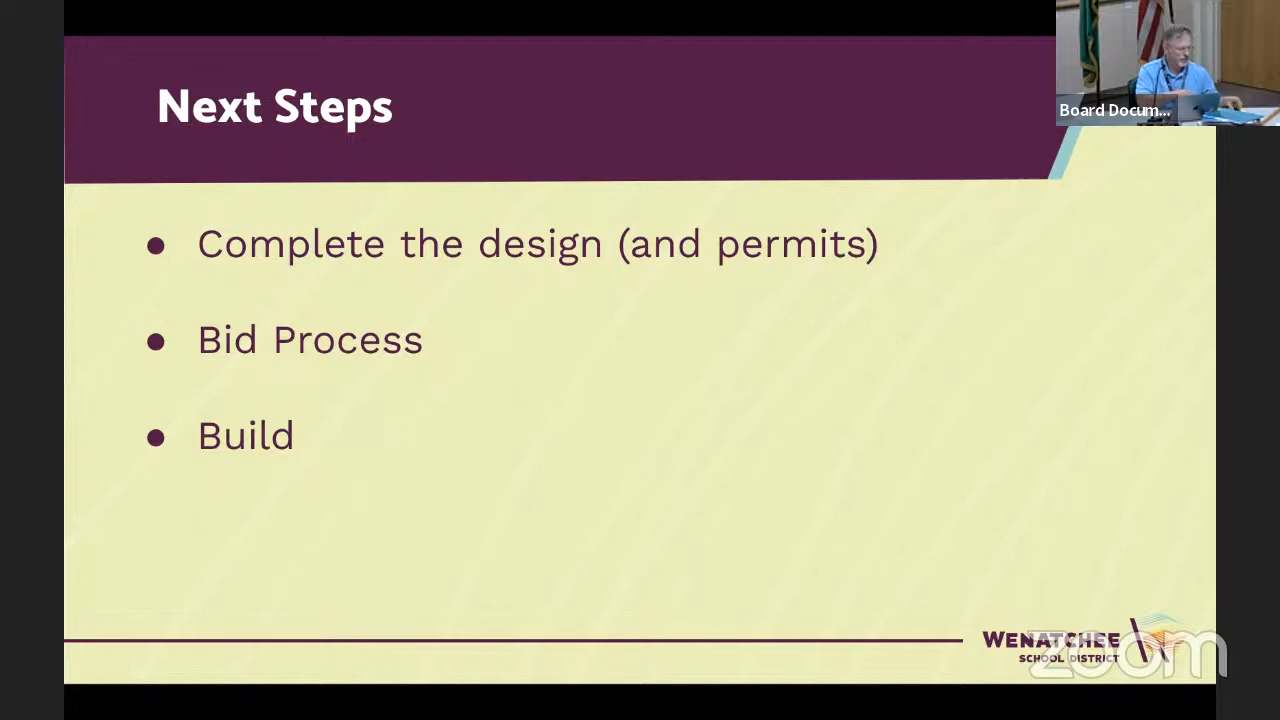 Next Steps
Board Docum...
● Complete the design (and permits)
● Bid Process
● Build
WENATCHEE
SCHOOL DISTRICT
zoom